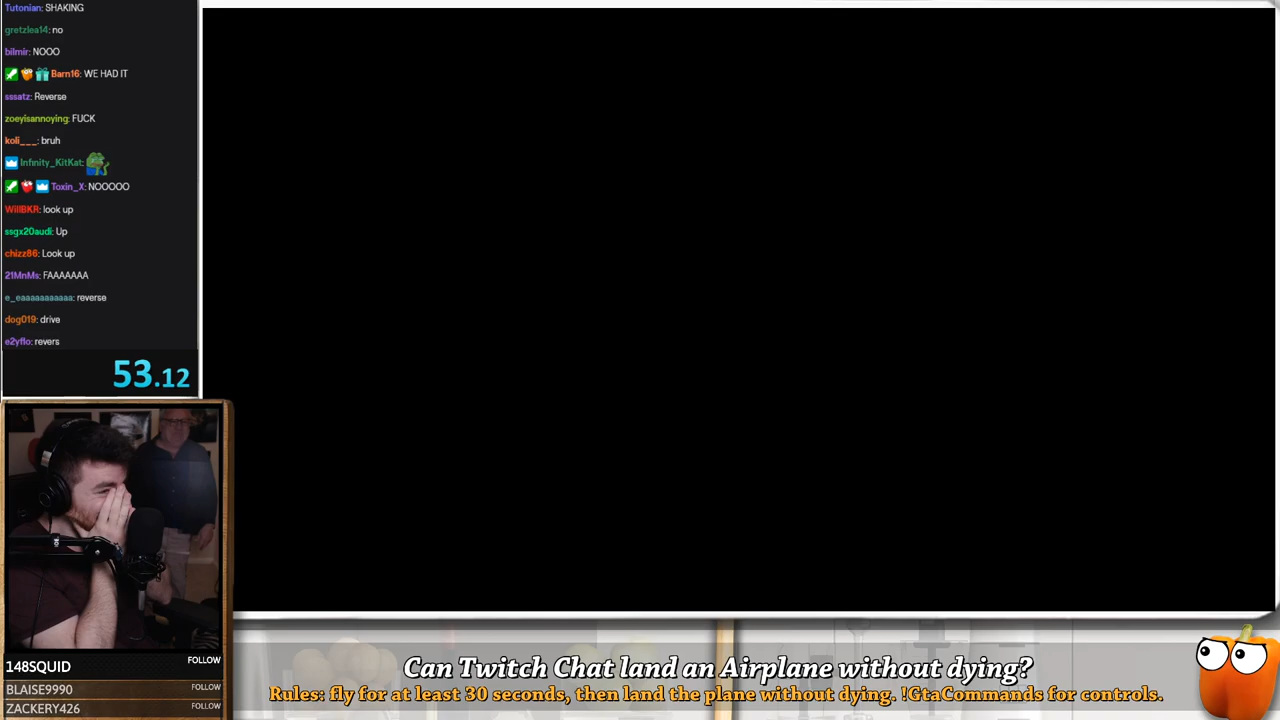 Tutonian: SHAKING
gretzlea14: no
bilmir: NOOO
Barn16: WE HAD IT
sssatz: Reverse
zoeyisannoying: FUCK
koli___: bruh
Infinity_KitKat:
Toxin_X: NOOOOO
WillBKR: look up
ssgx20audi: Up
chizz86: Look up
21MnMs: FAAAAAAA
e_eaaaaaaaaaaa: reverse
dog019: drive
e2yflo: revers
53.12
148SQUID FOLLOW
BLAISE9990 FOLLOW
ZACKERY426 FOLLOW
Can Twitch Chat land an Airplane without dying?
Rules: fly for at least 30 seconds, then land the plane without dying. !GtaCommands for controls.